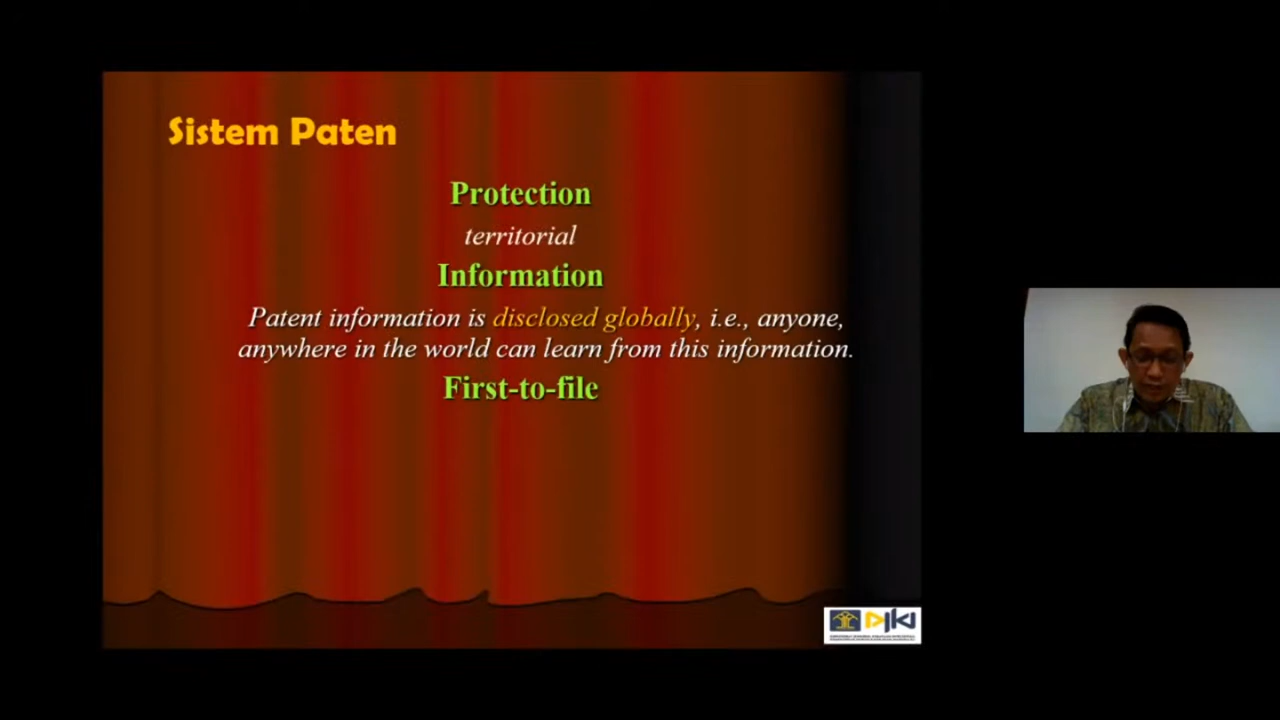 Sistem Paten
Protection
territorial
Information
Patent information is disclosed globally, i.e., anyone,
anywhere in the world can learn from this information.
First-to-file
DJKI